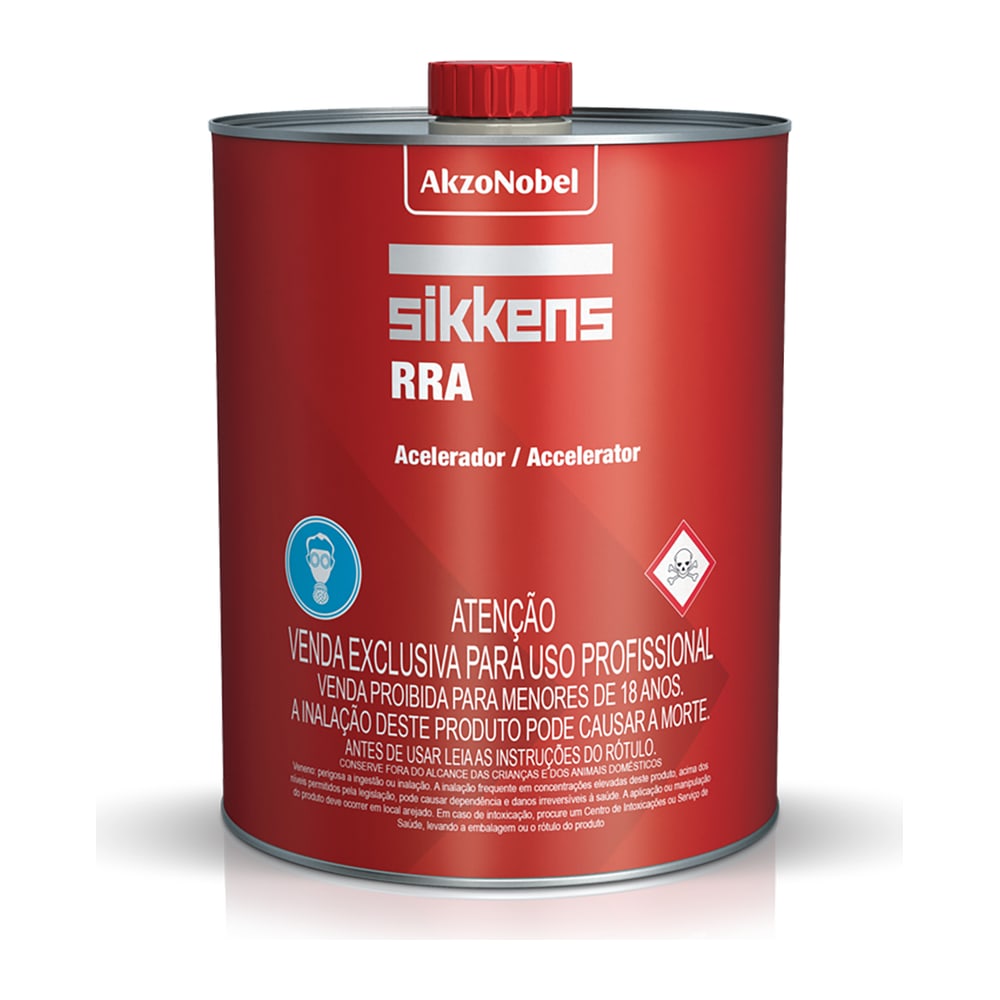 AkzoNobel
sikkens
RRA
Acelerador / Accelerator
ATENÇÃO
VENDA EXCLUSIVA PARA USO PROFISSIONAL
VENDA PROIBIDA PARA MENORES DE 18 ANOS.
A INALAÇÃO DESTE PRODUTO PODE CAUSAR A MORTE.
ANTES DE USAR LEIA AS INSTRUÇÕES DO RÓTULO.
CONSERVE FORA DO ALCANCE DAS CRIANÇAS E DOS ANIMAIS DOMÉSTICOS
Veneno: perigosa a ingestão ou inalação. A inalação frequente em concentrações elevadas deste produto, acima dos
níveis permitidos pela legislação, pode causar dependência e danos irreversíveis à saúde. A aplicação ou manipulação
do produto deve ocorrer em local arejado. Em caso de intoxicação, procure um Centro de Intoxicações ou Serviço de
Saúde, levando a embalagem ou o rótulo do produto